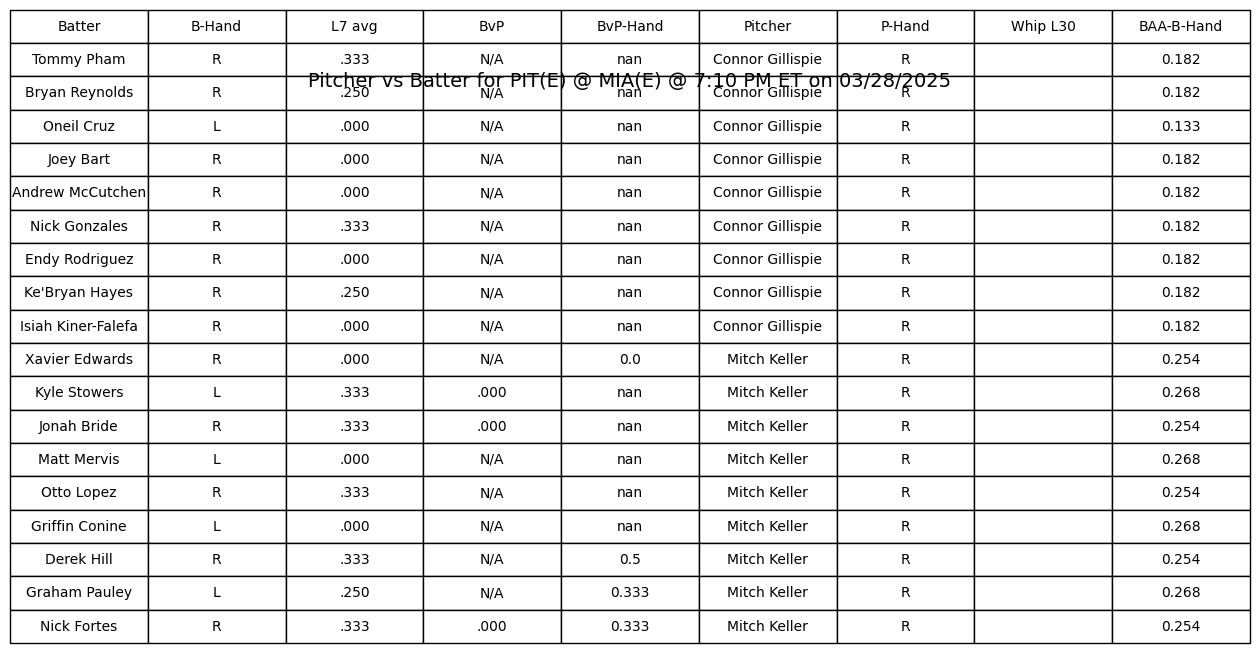 Batter B-Hand L7 avg BvP BvP-Hand Pitcher P-Hand Whip L30 BAA-B-Hand
Tommy Pham R .333 N/A nan Connor Gillispie R 0.182
Pitcher vs Batter for PIT(E) @ MIA(E) @ 7:10 PM ET on 03/28/2025
Bryan Reynolds R .250 N/A nan Connor Gillispie R 0.182
Oneil Cruz L .000 N/A nan Connor Gillispie R 0.133
Joey Bart R .000 N/A nan Connor Gillispie R 0.182
Andrew McCutchen R .000 N/A nan Connor Gillispie R 0.182
Nick Gonzales R .333 N/A nan Connor Gillispie R 0.182
Endy Rodriguez R .000 N/A nan Connor Gillispie R 0.182
Ke'Bryan Hayes R .250 N/A nan Connor Gillispie R 0.182
Isiah Kiner-Falefa R .000 N/A nan Connor Gillispie R 0.182
Xavier Edwards R .000 N/A 0.0 Mitch Keller R 0.254
Kyle Stowers L .333 .000 nan Mitch Keller R 0.268
Jonah Bride R .333 .000 nan Mitch Keller R 0.254
Matt Mervis L .000 N/A nan Mitch Keller R 0.268
Otto Lopez R .333 N/A nan Mitch Keller R 0.254
Griffin Conine L .000 N/A nan Mitch Keller R 0.268
Derek Hill R .333 N/A 0.5 Mitch Keller R 0.254
Graham Pauley L .250 N/A 0.333 Mitch Keller R 0.268
Nick Fortes R .333 .000 0.333 Mitch Keller R 0.254